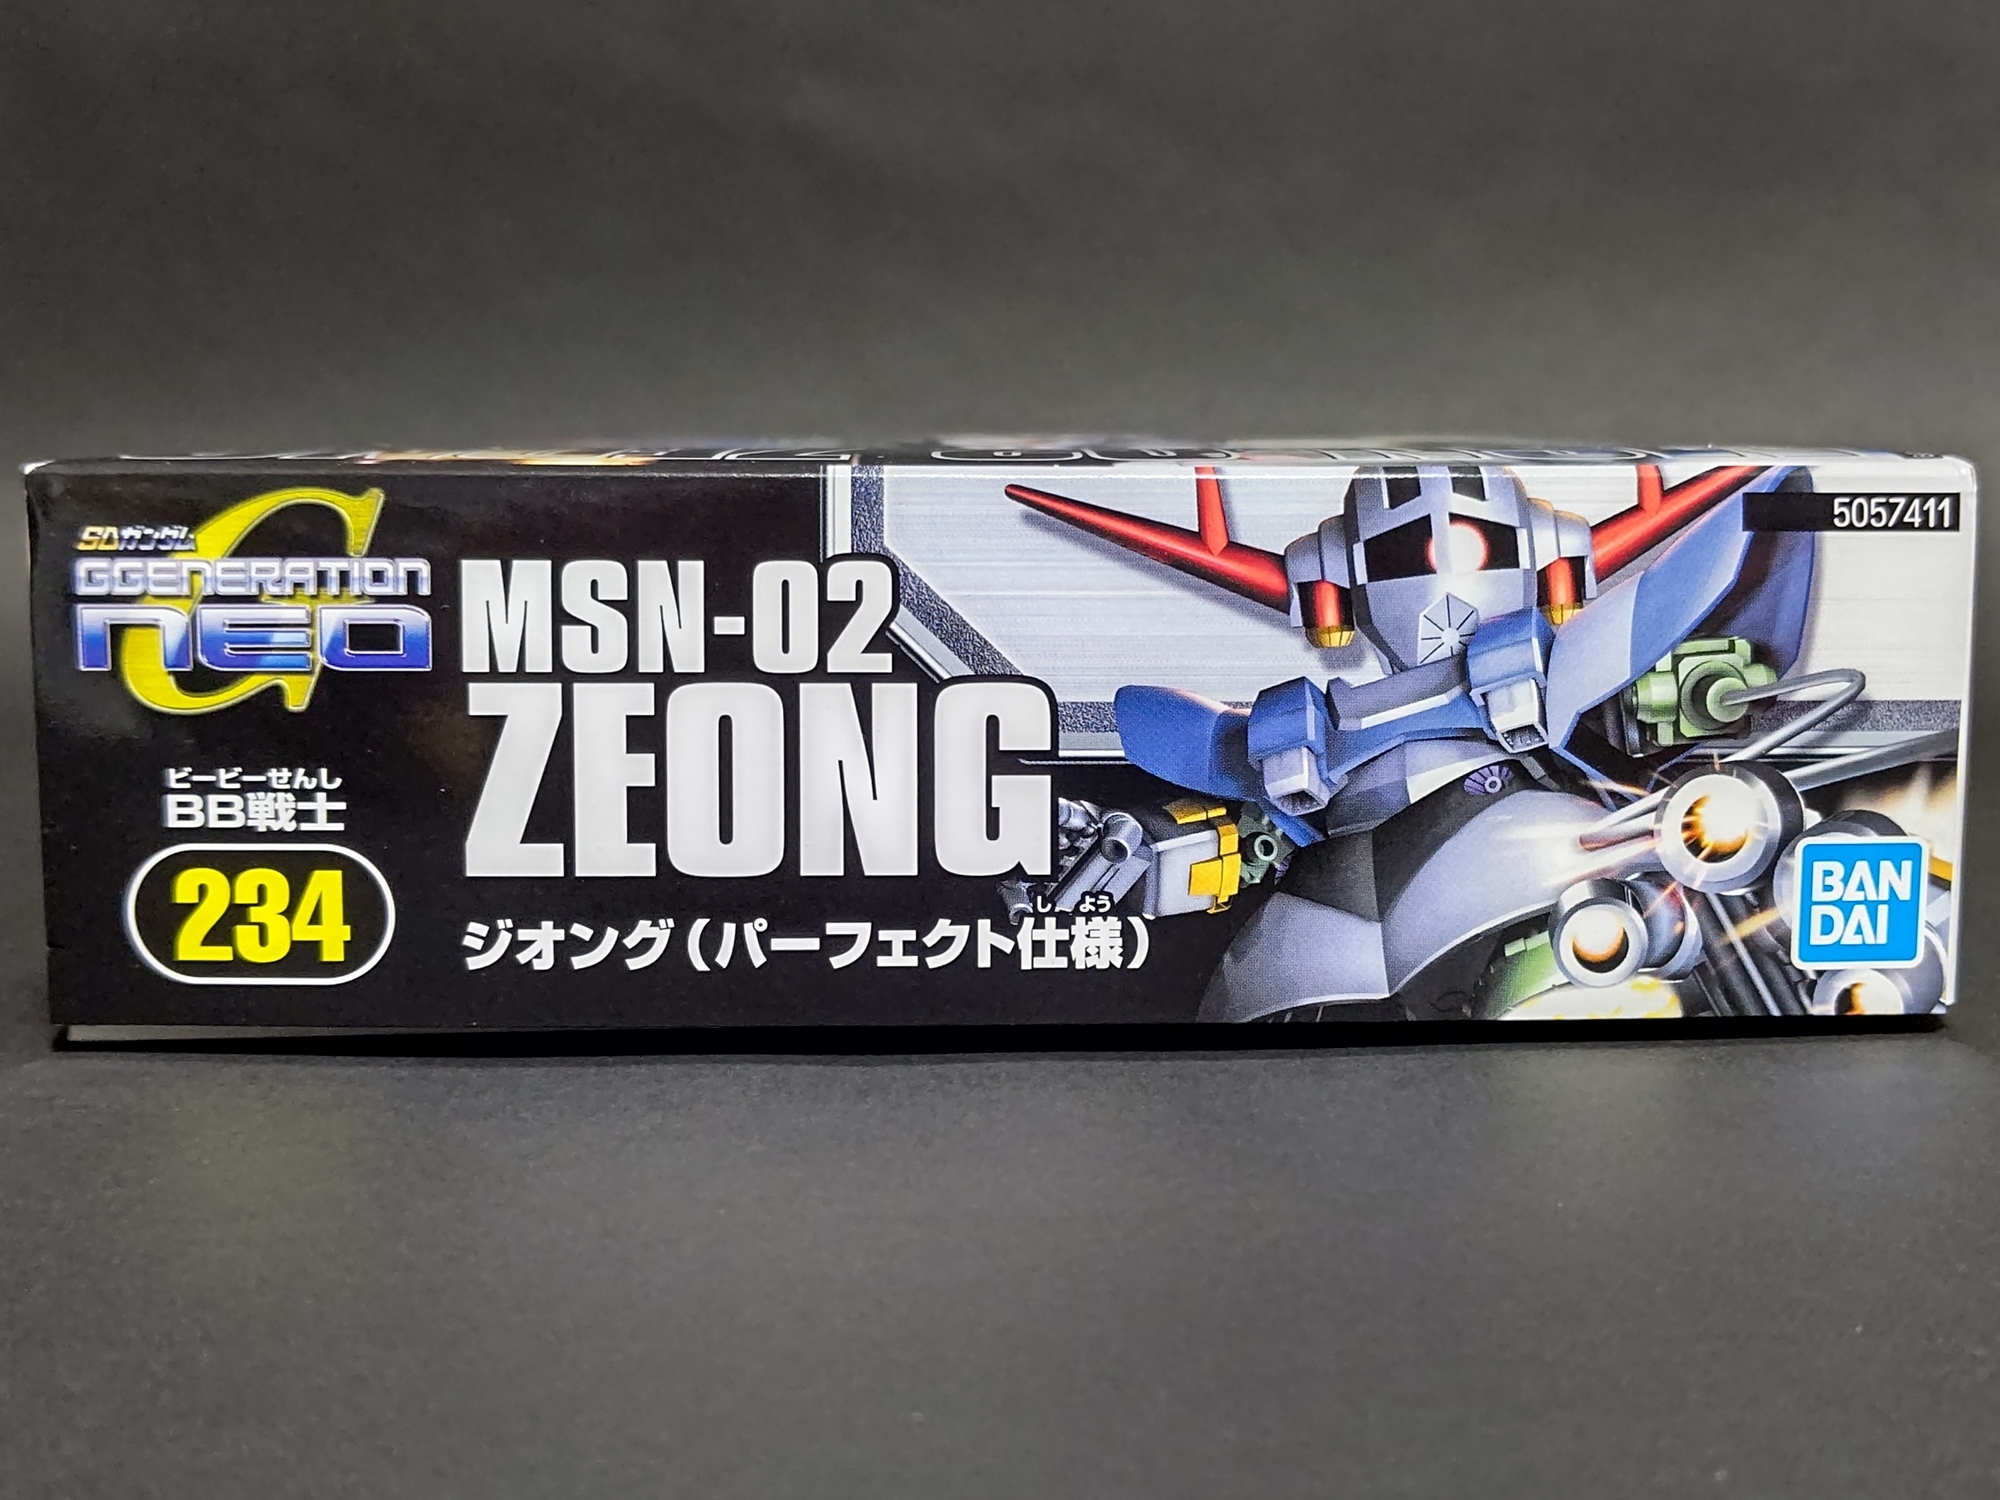 SDガンダム
GGENERATION
NEO
G
ビービーせんし
BB戦士
234
MSN-02
ZEONG
しよう
ジオング(パーフェクト仕様)
5057411
BAN
DAI